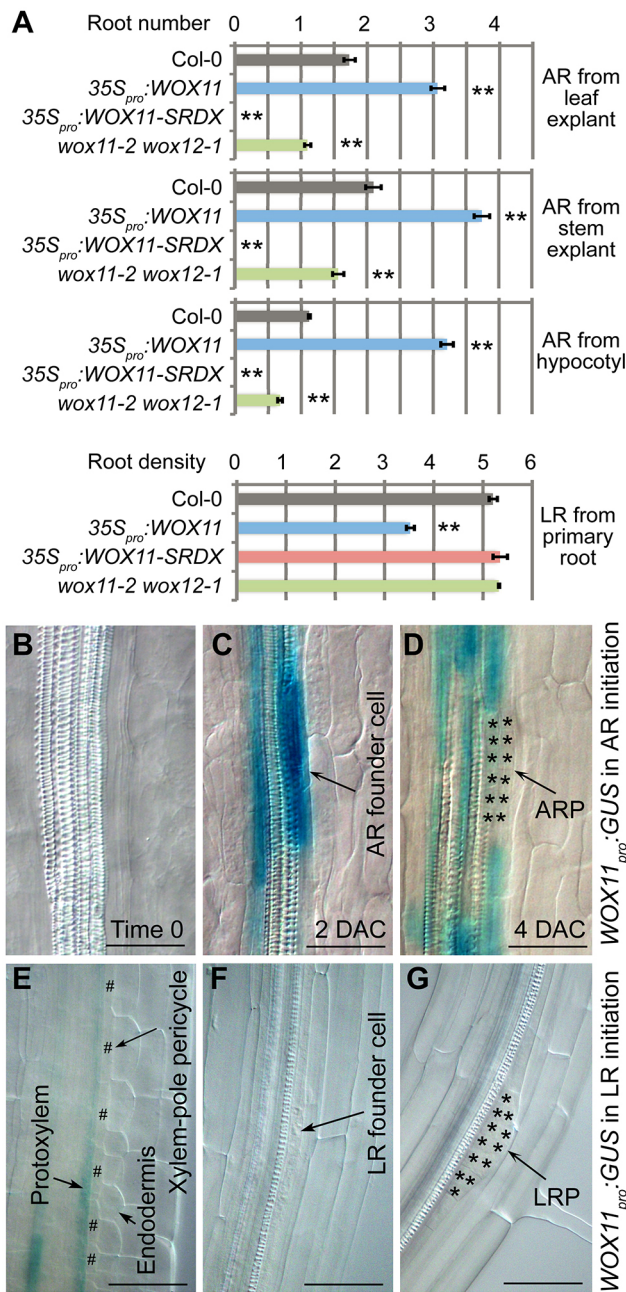 A
Root number 0 1 2 3 4
Col-0
35Spro:WOX11 **
35Spro:WOX11-SRDX **
wox11-2 wox12-1 **
AR from
leaf
explant
Col-0
35Spro:WOX11 **
35Spro:WOX11-SRDX **
wox11-2 wox12-1 **
AR from
stem
explant
Col-0
35Spro:WOX11 **
35Spro:WOX11-SRDX **
wox11-2 wox12-1 **
AR from
hypocotyl
Root density 0 1 2 3 4 5 6
Col-0
35Spro:WOX11 **
35Spro:WOX11-SRDX
wox11-2 wox12-1
LR from
primary
root
B
Time 0
C
AR founder cell
2 DAC
D
* *
* *
* *
* *
* *
* *
ARP
4 DAC
WOX11pro:GUS in AR initiation
E
#
#
#
#
#
#
Protoxylem
Endodermis
Xylem-pole pericycle
F
LR founder cell
G
* * * * * * * * * * * *
LRP
WOX11pro:GUS in LR initiation